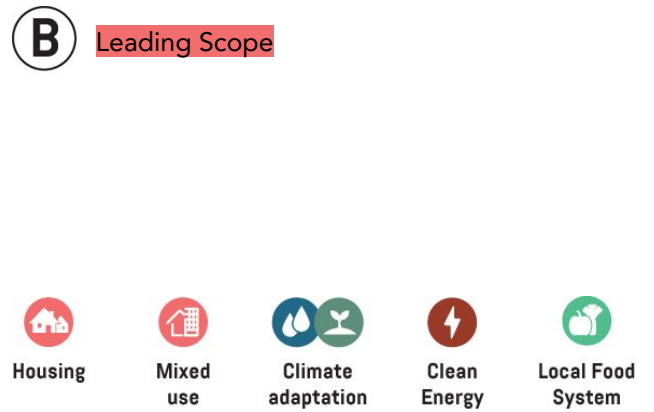 B
Leading Scope
Housing
Mixed
use
Climate
adaptation
Clean
Energy
Local Food
System